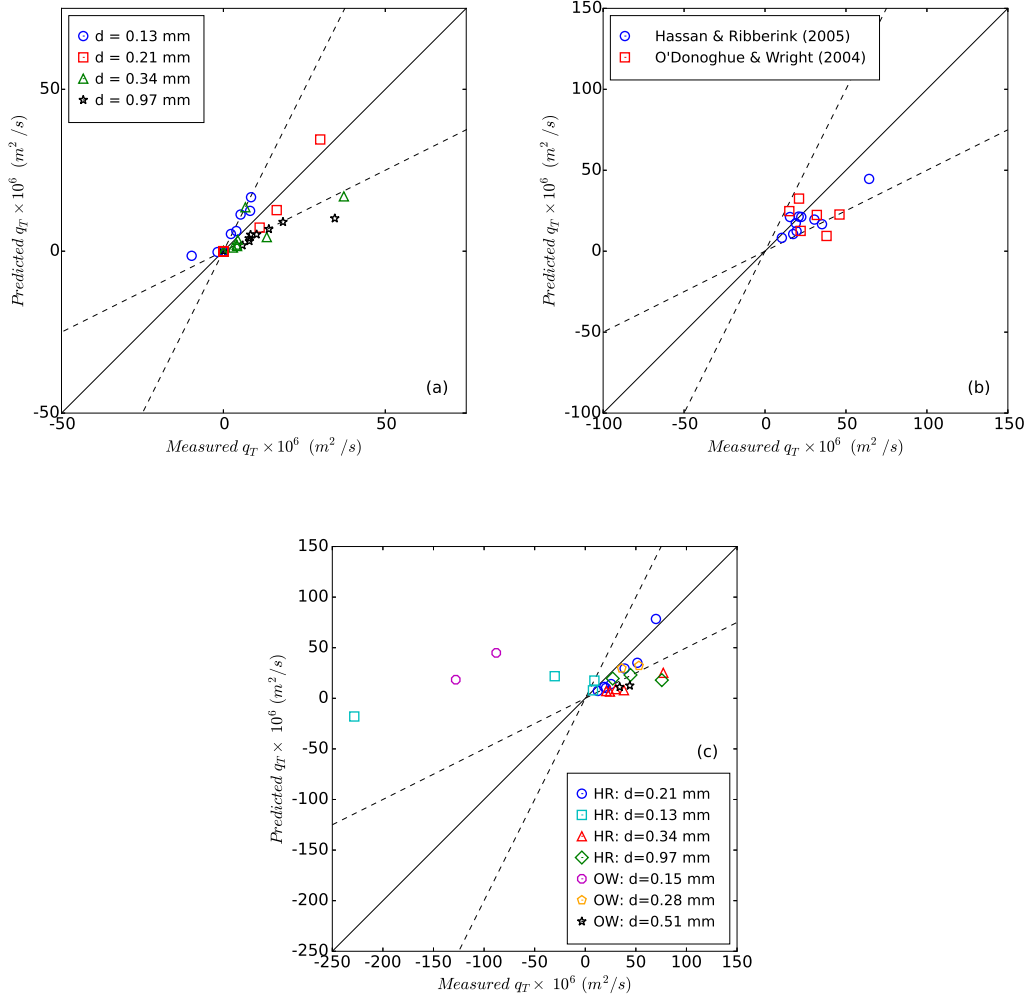 d = 0.13 mm
d = 0.21 mm
d = 0.34 mm
d = 0.97 mm
50
0
-50
-50
0
50
(a)
Predicted q_T × 10^6 (m^2 /s)
Measured q_T × 10^6 (m^2 /s)
Hassan & Ribberink (2005)
O'Donoghue & Wright (2004)
150
100
50
0
-50
-100
-100
-50
0
50
100
150
(b)
Predicted q_T × 10^6 (m^2 /s)
Measured q_T × 10^6 (m^2 /s)
150
100
50
0
-50
-100
-150
-200
-250
-250
-200
-150
-100
-50
0
50
100
150
(c)
HR: d=0.21 mm
HR: d=0.13 mm
HR: d=0.34 mm
HR: d=0.97 mm
OW: d=0.15 mm
OW: d=0.28 mm
OW: d=0.51 mm
Predicted q_T × 10^6 (m^2/s)
Measured q_T × 10^6 (m^2/s)